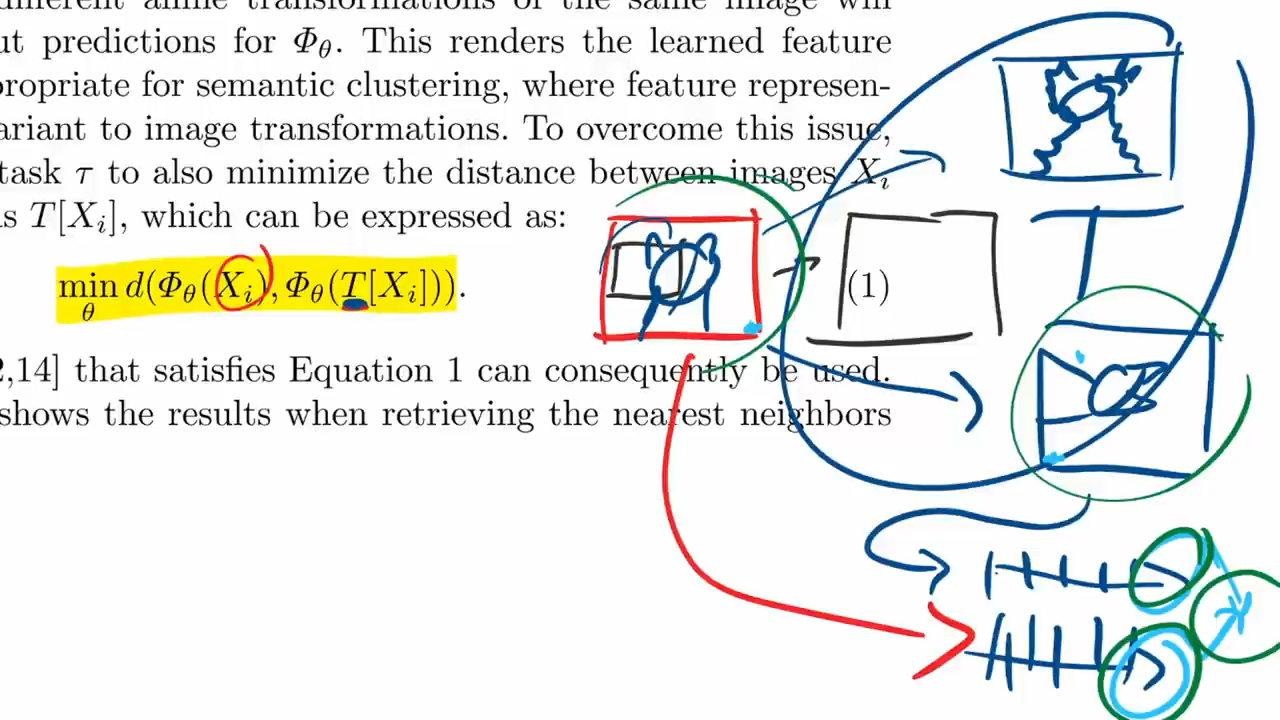 different affine transformations of the same image will
ut predictions for Φθ. This renders the learned feature
propriate for semantic clustering, where feature represen-
ariant to image transformations. To overcome this issue,
task τ to also minimize the distance between images Xi
s T[Xi], which can be expressed as:
min θ d(Φθ(Xi), Φθ(T[Xi])). (1)
2,14] that satisfies Equation 1 can consequently be used.
shows the results when retrieving the nearest neighbors